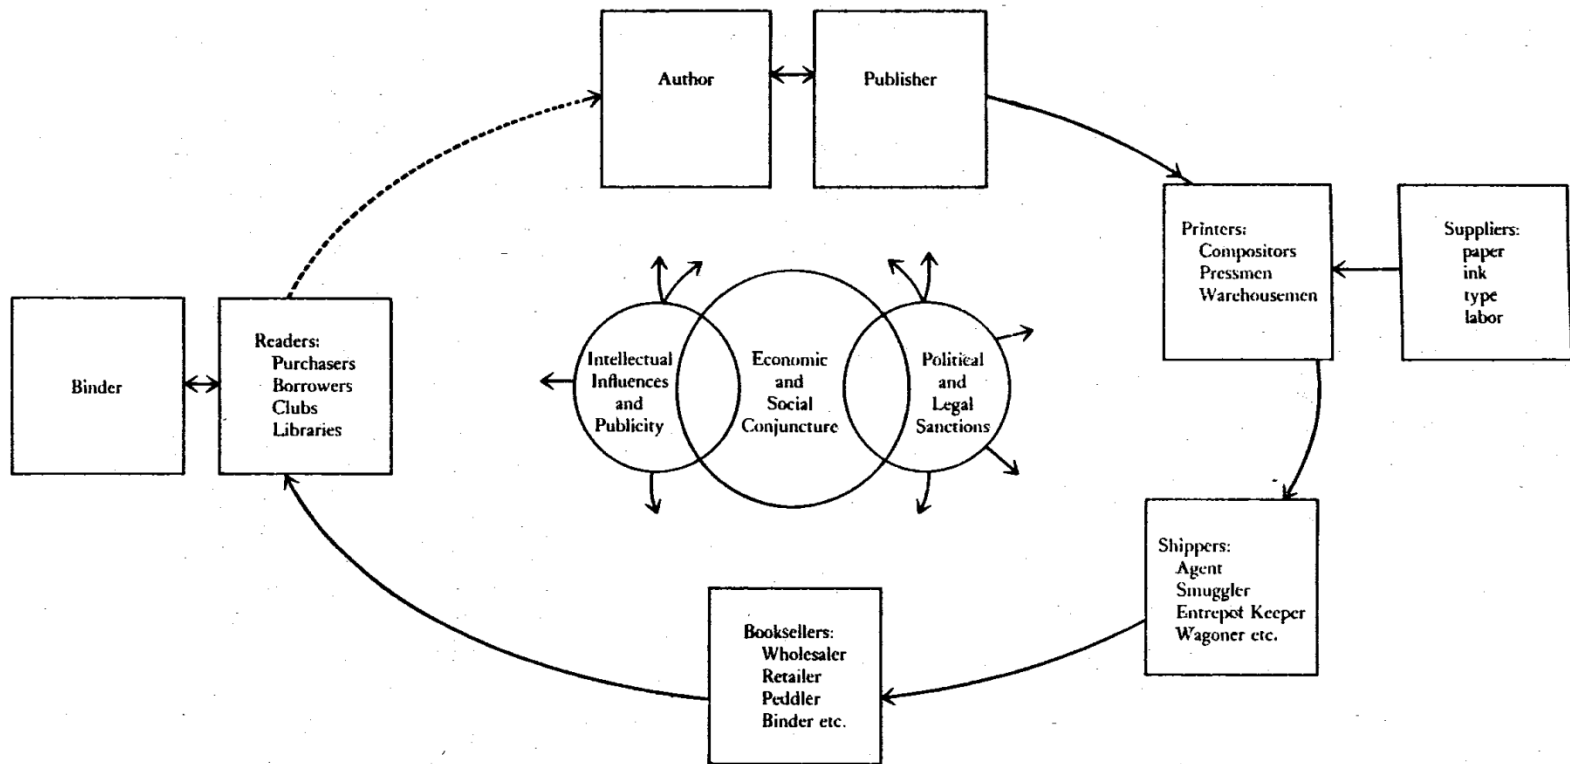 Author
Publisher
Printers:
Compositors
Pressmen
Warehousemen
Suppliers:
paper
ink
type
labor
Binder
Readers:
Purchasers
Borrowers
Clubs
Libraries
Intellectual
Influences
and
Publicity
Economic
and
Social
Conjuncture
Political
and
Legal
Sanctions
Shippers:
Agent
Smuggler
Entrepot Keeper
Wagoner etc.
Booksellers:
Wholesaler
Retailer
Peddler
Binder etc.